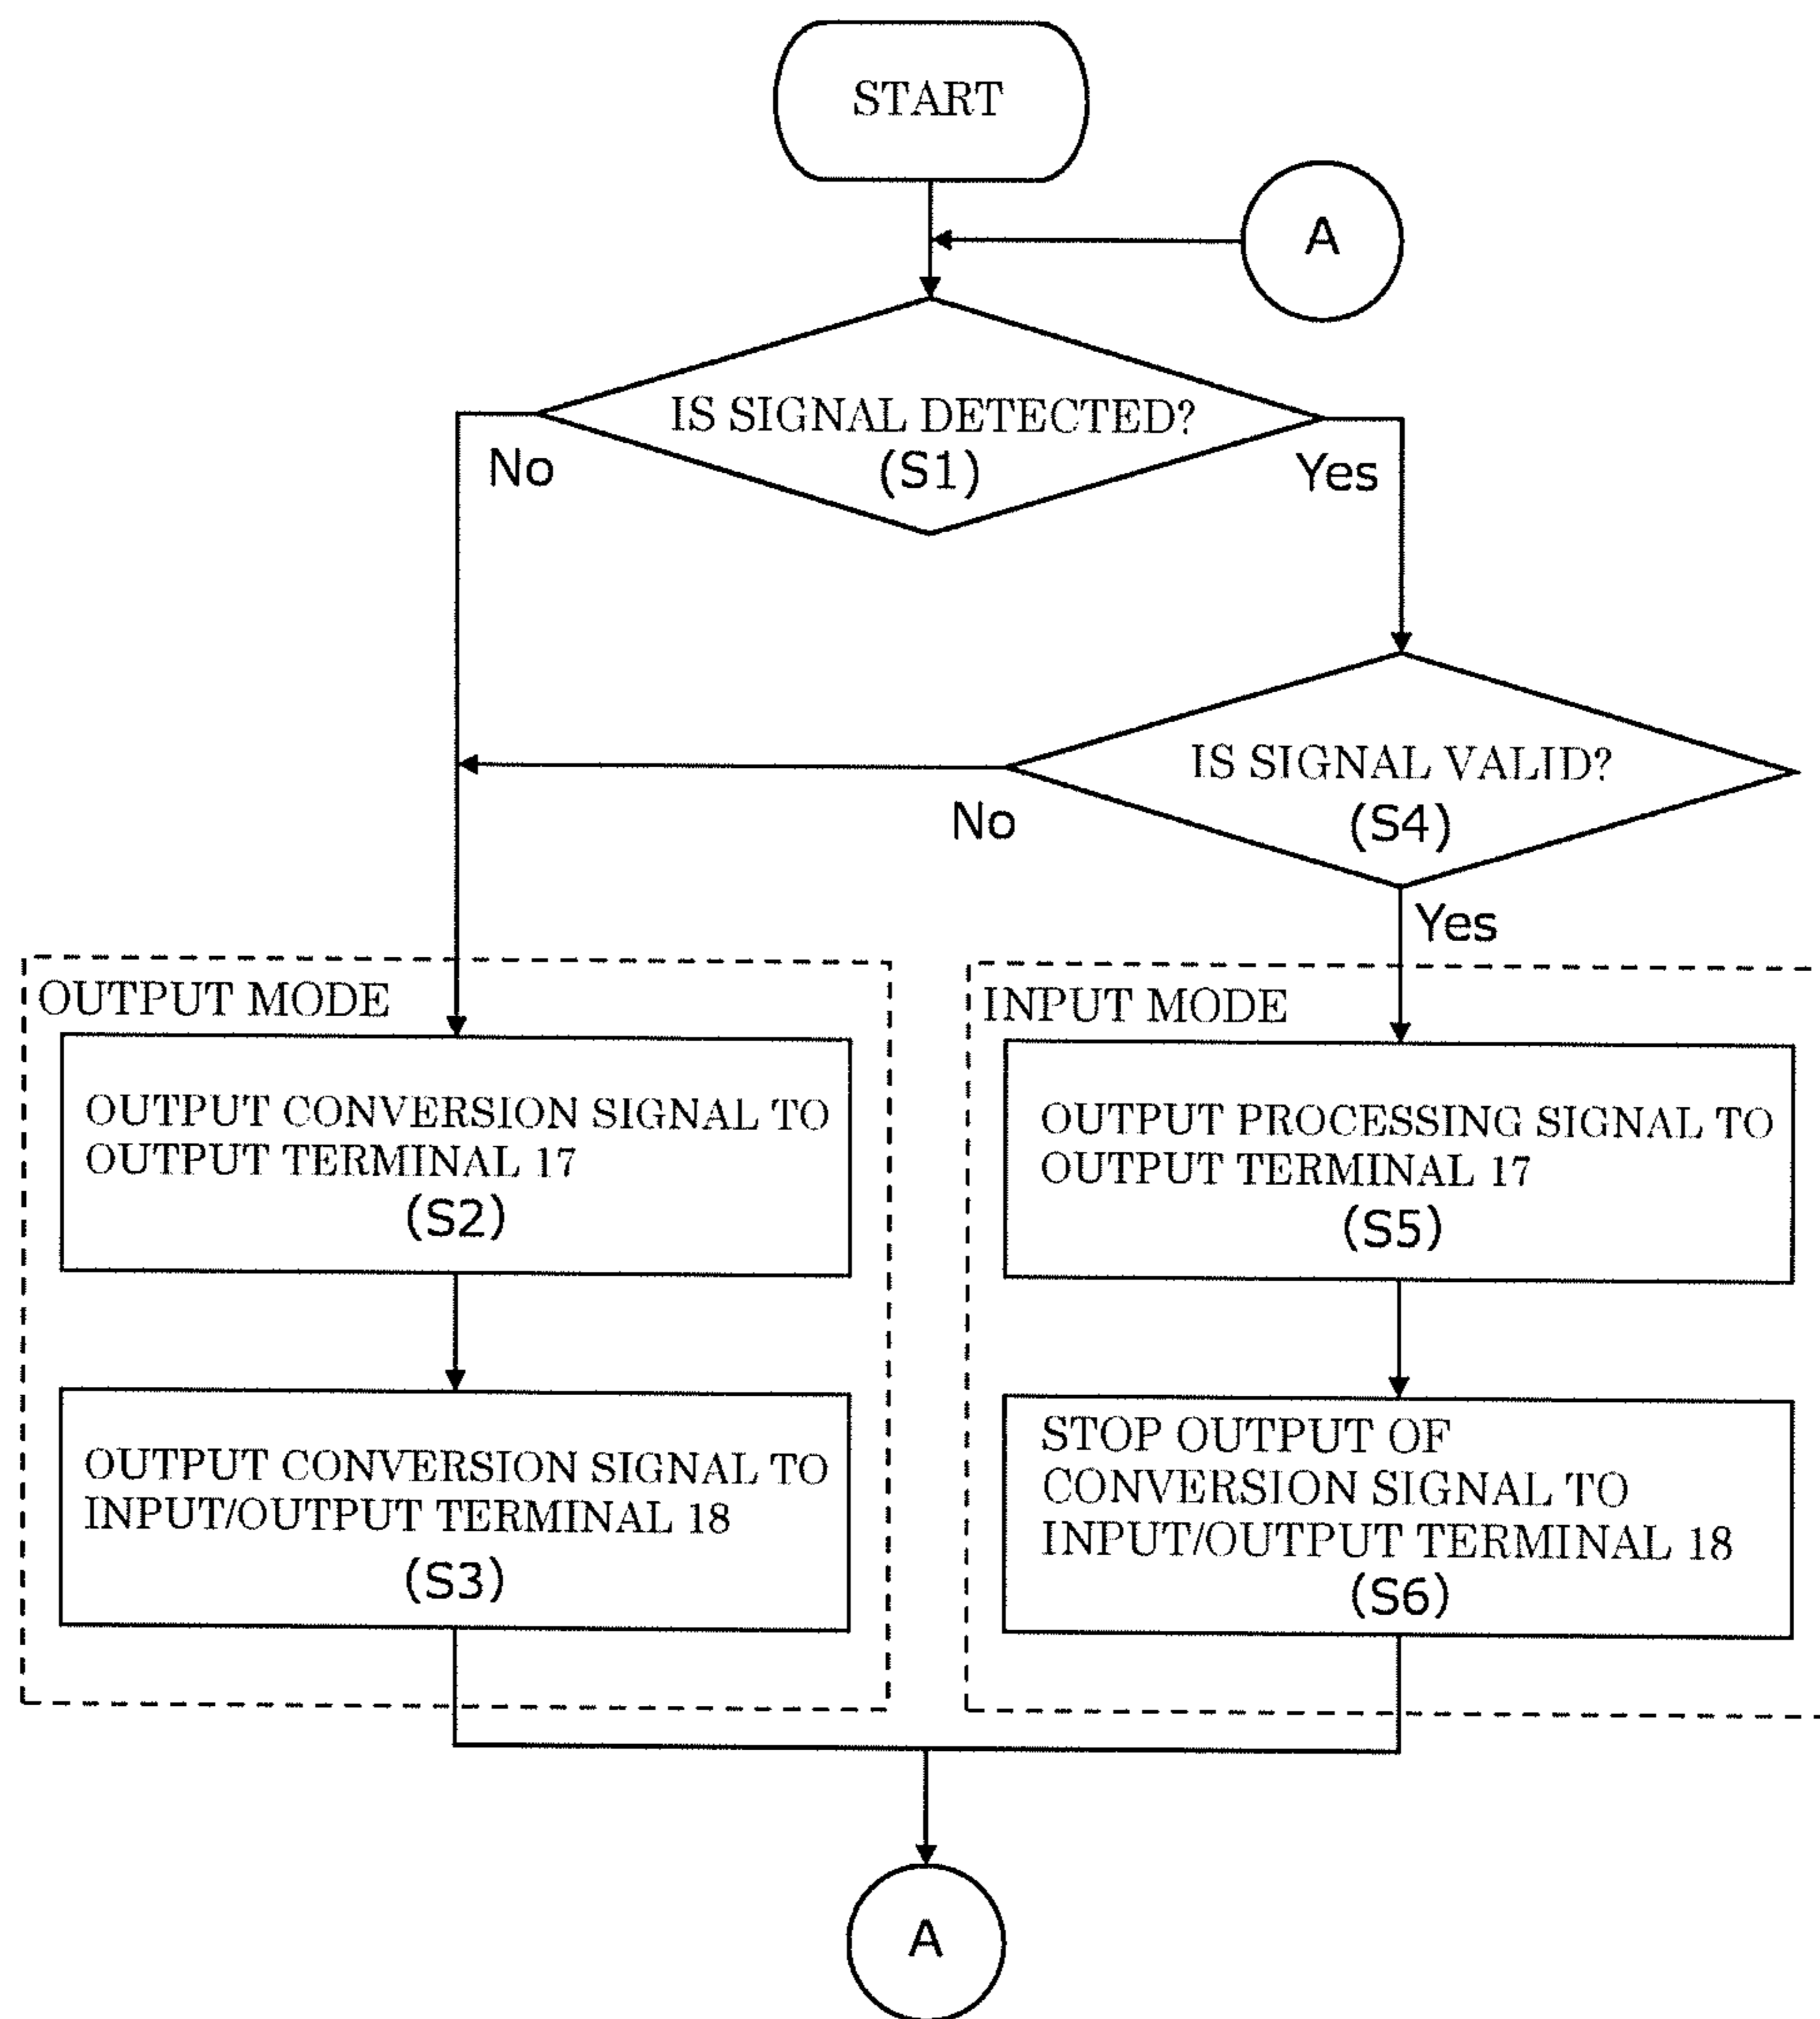 START
A
IS SIGNAL DETECTED?
(S1)
No
Yes
IS SIGNAL VALID?
(S4)
No
Yes
OUTPUT MODE
OUTPUT CONVERSION SIGNAL TO
OUTPUT TERMINAL 17
(S2)
OUTPUT CONVERSION SIGNAL TO
INPUT/OUTPUT TERMINAL 18
(S3)
INPUT MODE
OUTPUT PROCESSING SIGNAL TO
OUTPUT TERMINAL 17
(S5)
STOP OUTPUT OF
CONVERSION SIGNAL TO
INPUT/OUTPUT TERMINAL 18
(S6)
A